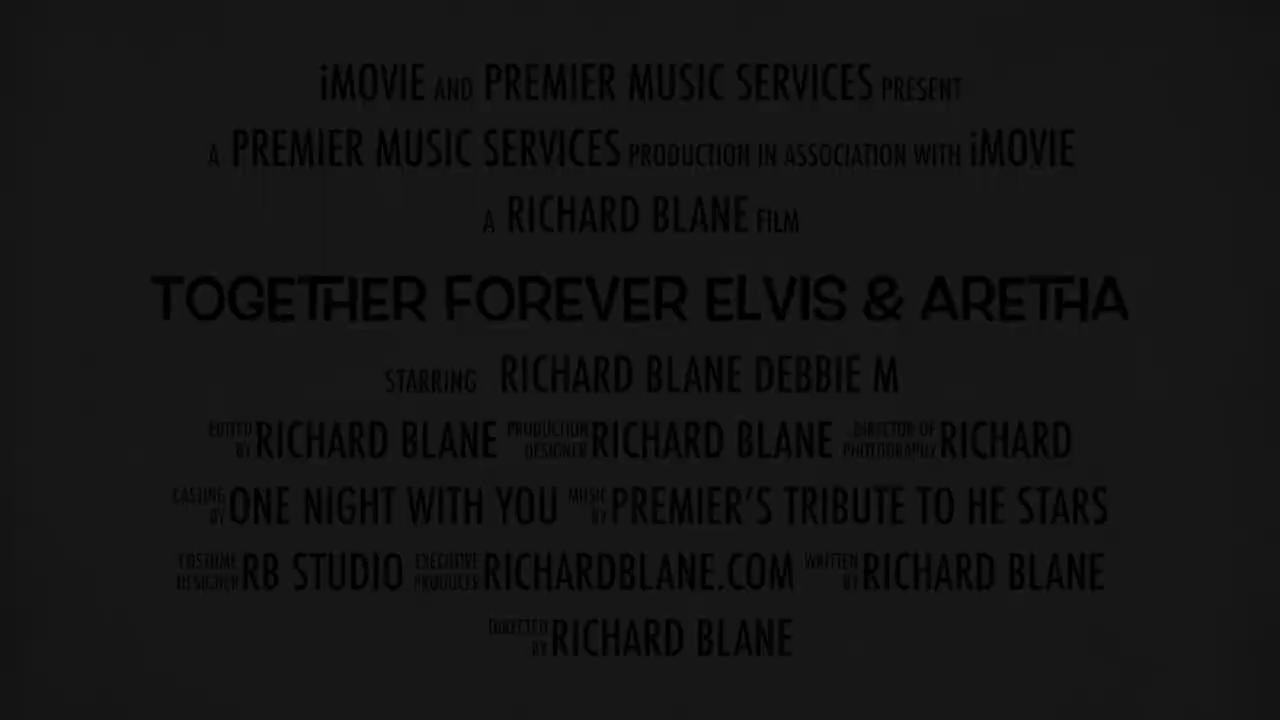 iMOVIE AND PREMIER MUSIC SERVICES PRESENT
A PREMIER MUSIC SERVICES PRODUCTION IN ASSOCIATION WITH iMOVIE
A RICHARD BLANE FILM
TOGETHER FOREVER ELVIS & ARETHA
STARRING RICHARD BLANE DEBBIE M
EDITED BY RICHARD BLANE PRODUCTION DESIGNER RICHARD BLANE DIRECTOR OF PHOTOGRAPHY RICHARD
CASTING BY ONE NIGHT WITH YOU MUSIC BY PREMIER'S TRIBUTE TO HE STARS
COSTUME DESIGNER RB STUDIO EXECUTIVE PRODUCER RICHARDBLANE.COM WRITTEN BY RICHARD BLANE
DIRECTED BY RICHARD BLANE